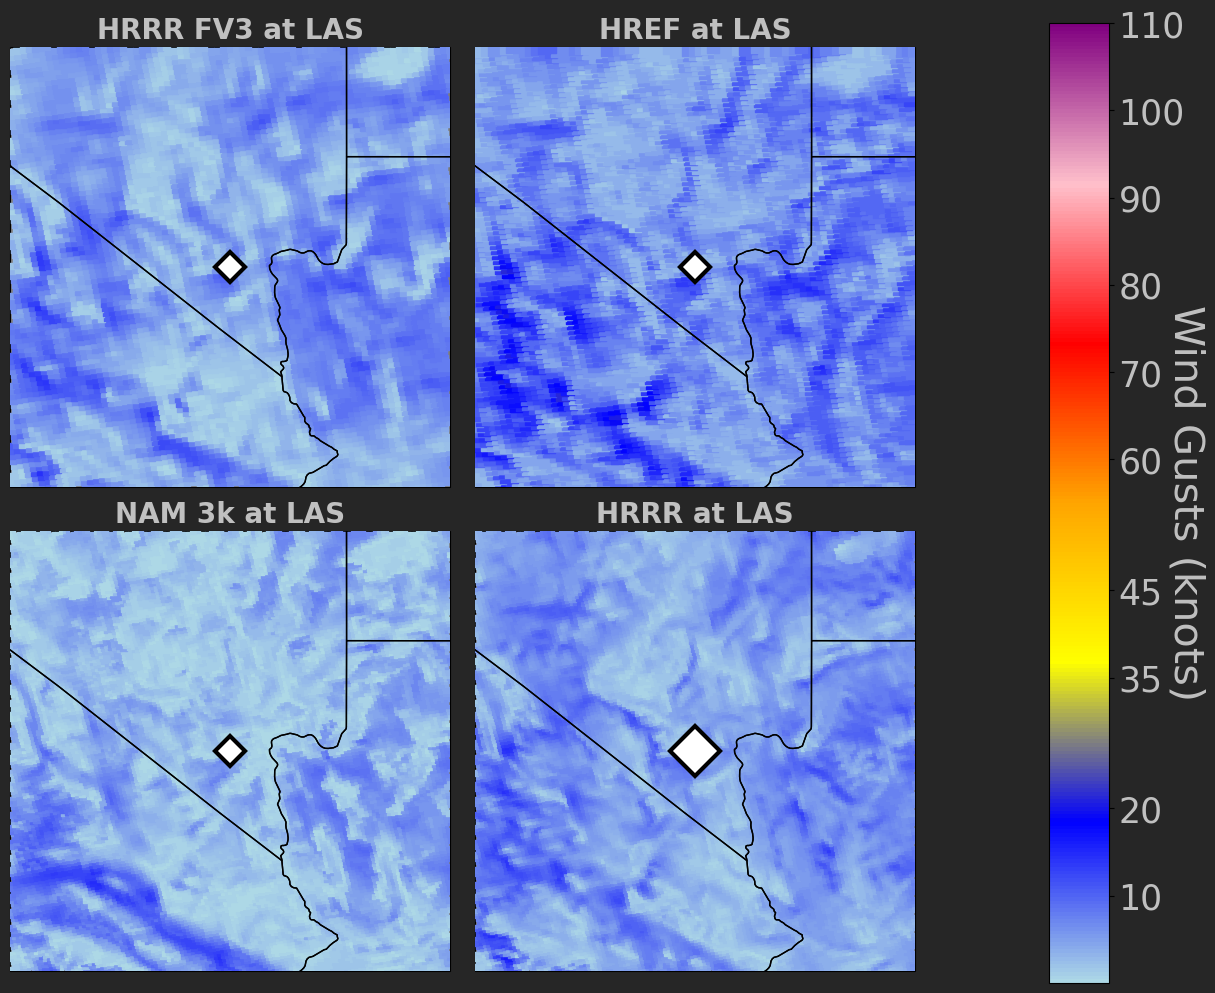 HRRR FV3 at LAS
HREF at LAS
NAM 3k at LAS
HRRR at LAS
110
100
90
80
70
60
45
35
20
10
Wind Gusts (knots)